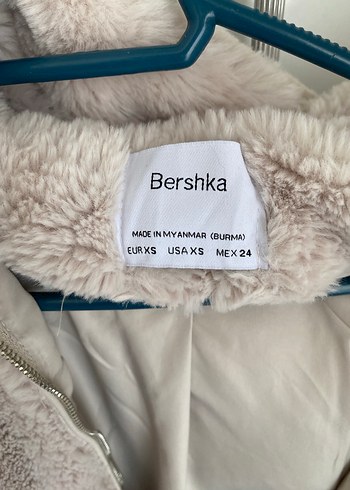 Bershka
MADE IN MYANMAR (BURMA)
EUR XS USA XS MEX 24